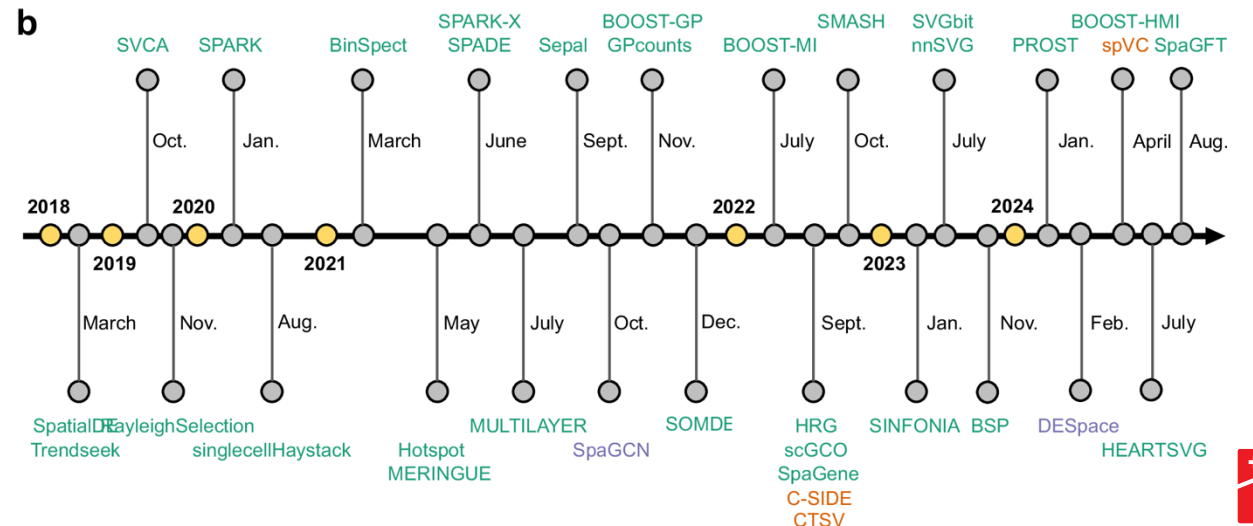 b
SPARK-X BOOST-GP SMASH SVGbit BOOST-HMI
SVCA SPARK BinSpect SPADE Sepal GPcounts BOOST-MI nnSVG PROST spVC SpaGFT
Oct. Jan. March June Sept. Nov. July Oct. July Jan. April Aug.
2018 2020 2022 2024
2019 2021 2023
March Nov. Aug. May July Oct. Dec. Sept. Jan. Nov. Feb. July
SpatialDE RayleighSelection MULTILAYER SOMDE HRG SINFONIA BSP DESpace
Trendseek singlecellHaystack Hotspot SpaGCN scGCO HEARTSVG
MERINGUE SpaGene
C-SIDE
CTSV